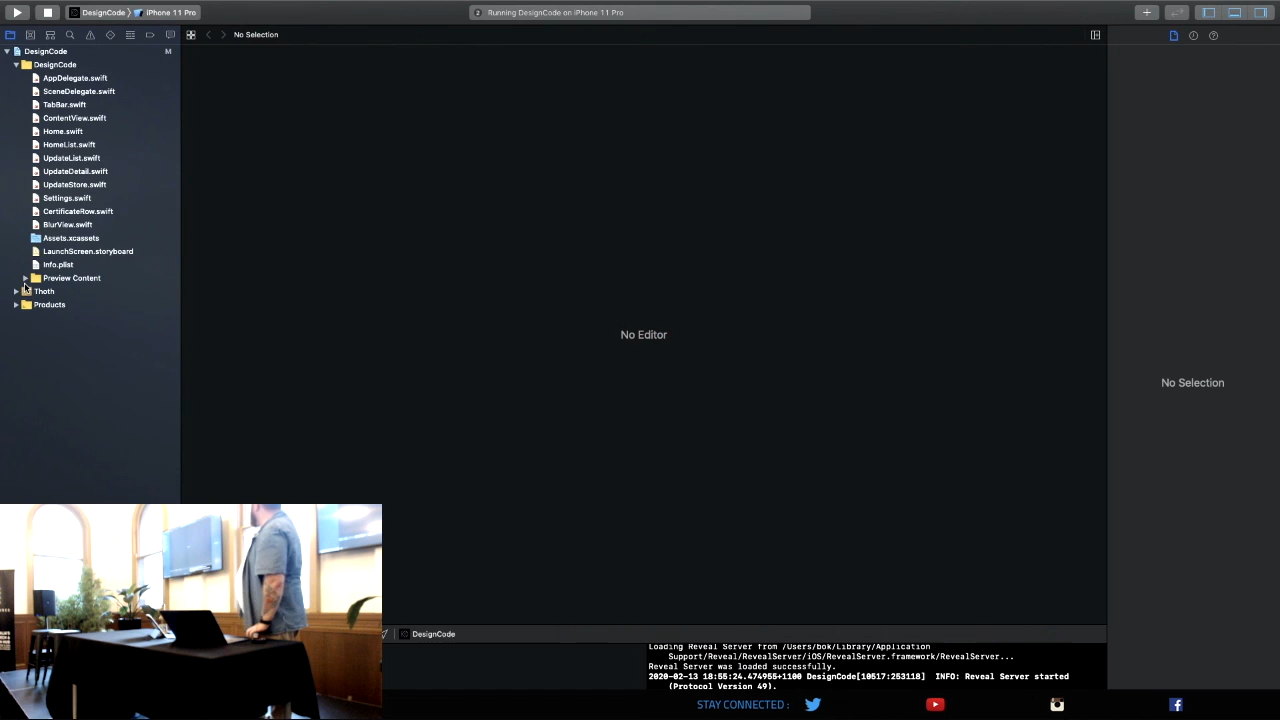 DesignCode
iPhone 11 Pro
2 Running DesignCode on iPhone 11 Pro
No Selection
DesignCode
M
DesignCode
AppDelegate.swift
SceneDelegate.swift
TabBar.swift
ContentView.swift
Home.swift
HomeList.swift
UpdateList.swift
UpdateDetail.swift
UpdateStore.swift
Settings.swift
CertificateRow.swift
BlurView.swift
Assets.xcassets
LaunchScreen.storyboard
Info.plist
Preview Content
Thoth
Products
No Editor
No Selection
DesignCode
Loading Reveal Server from /Users/bok/Library/Application
Support/Reveal/RevealServer/iOS/RevealServer.framework/RevealServer...
Reveal Server was loaded successfully.
2020-02-13 18:55:24.474955+1100 DesignCode[10517:253118] INFO: Reveal Server started
(Protocol Version 49).
STAY CONNECTED :